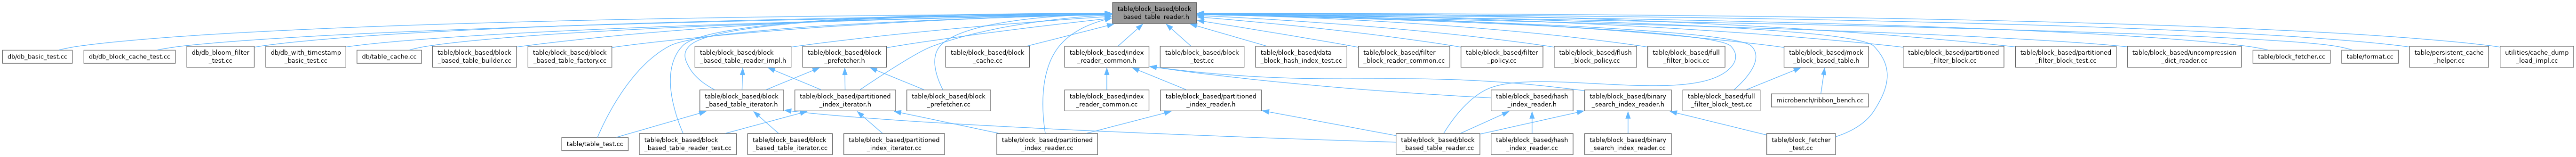 table/block_based/block
_based_table_reader.h
db/db_basic_test.cc
db/db_block_cache_test.cc
db/db_bloom_filter
_test.cc
db/db_with_timestamp
_basic_test.cc
db/table_cache.cc
table/block_based/block
_based_table_builder.cc
table/block_based/block
_based_table_factory.cc
table/block_based/block
_based_table_reader_impl.h
table/block_based/block
_prefetcher.h
table/block_based/block
_cache.cc
table/block_based/index
_reader_common.h
table/block_based/block
_test.cc
table/block_based/data
_block_hash_index_test.cc
table/block_based/filter
_block_reader_common.cc
table/block_based/filter
_policy.cc
table/block_based/flush
_block_policy.cc
table/block_based/full
_filter_block.cc
table/block_based/mock
_block_based_table.h
table/block_based/partitioned
_filter_block.cc
table/block_based/partitioned
_filter_block_test.cc
table/block_based/uncompression
_dict_reader.cc
table/block_fetcher.cc
table/format.cc
table/persistent_cache
_helper.cc
utilities/cache_dump
_load_impl.cc
table/block_based/block
_based_table_iterator.h
table/block_based/partitioned
_index_iterator.h
table/block_based/block
_prefetcher.cc
table/block_based/index
_reader_common.cc
table/block_based/partitioned
_index_reader.h
table/block_based/hash
_index_reader.h
table/block_based/binary
_search_index_reader.h
table/block_based/full
_filter_block_test.cc
microbench/ribbon_bench.cc
table/table_test.cc
table/block_based/block
_based_table_reader_test.cc
table/block_based/block
_based_table_iterator.cc
table/block_based/partitioned
_index_iterator.cc
table/block_based/partitioned
_index_reader.cc
table/block_based/block
_based_table_reader.cc
table/block_based/hash
_index_reader.cc
table/block_based/binary
_search_index_reader.cc
table/block_fetcher
_test.cc